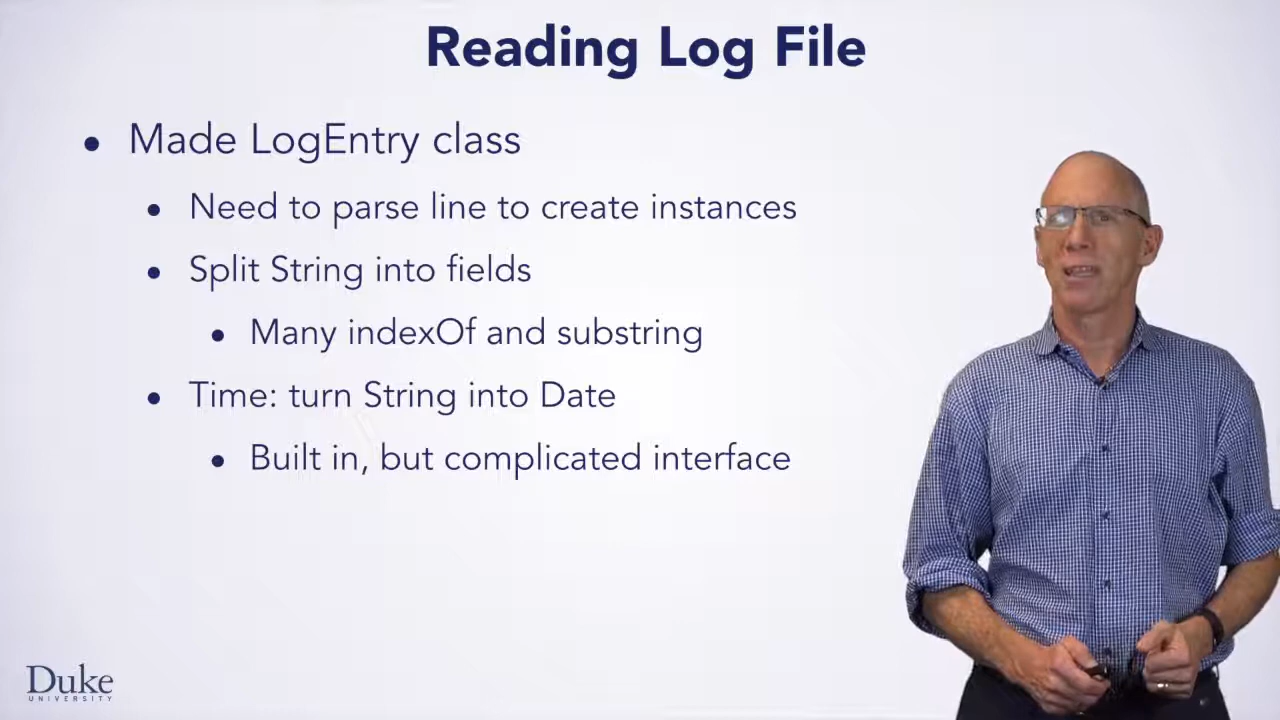 Reading Log File
• Made LogEntry class
• Need to parse line to create instances
• Split String into fields
• Many indexOf and substring
• Time: turn String into Date
• Built in, but complicated interface
Duke
UNIVERSITY